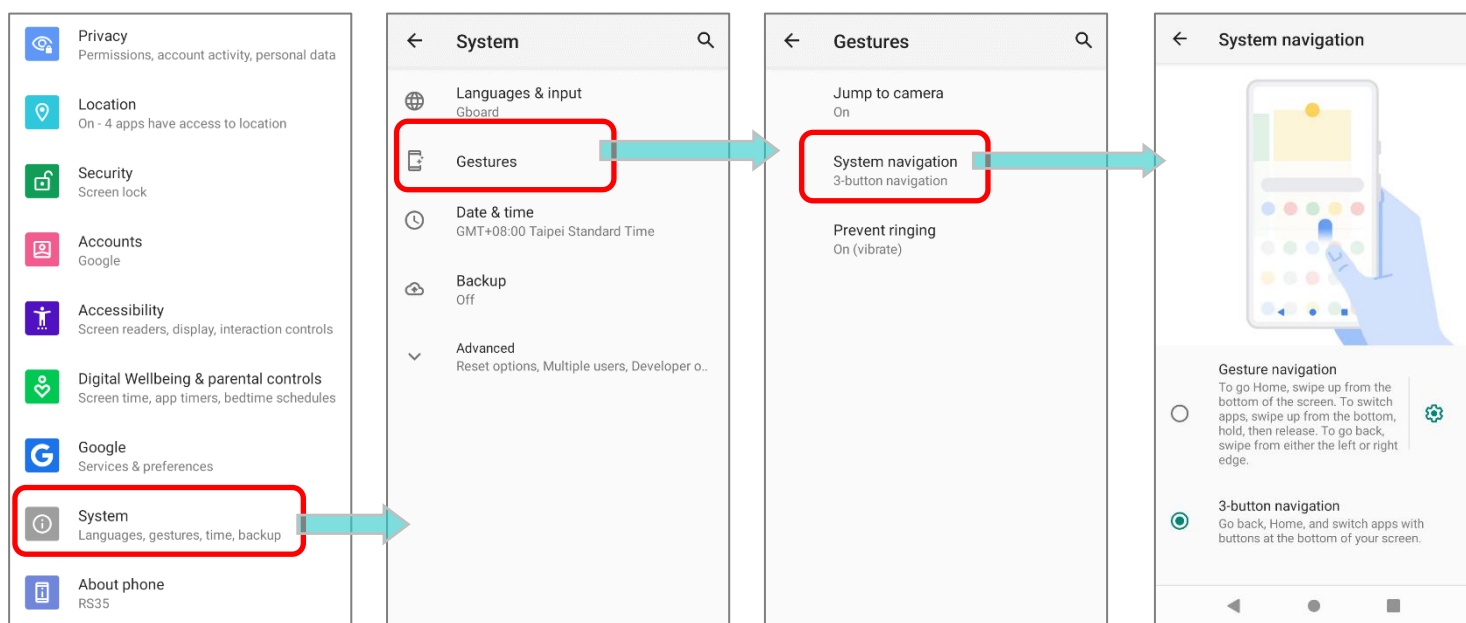 Privacy
Permissions, account activity, personal data
Location
On - 4 apps have access to location
Security
Screen lock
Accounts
Google
Accessibility
Screen readers, display, interaction controls
Digital Wellbeing & parental controls
Screen time, app timers, bedtime schedules
Google
Services & preferences
System
Languages, gestures, time, backup
About phone
RS35
System
Languages & input
Gboard
Gestures
Date & time
GMT+08:00 Taipei Standard Time
Backup
Off
Advanced
Reset options, Multiple users, Developer o..
Gestures
Jump to camera
On
System navigation
3-button navigation
Prevent ringing
On (vibrate)
System navigation
Gesture navigation
To go Home, swipe up from the
bottom of the screen. To switch
apps, swipe up from the bottom,
hold, then release. To go back,
swipe from either the left or right
edge.
3-button navigation
Go back, Home, and switch apps with
buttons at the bottom of your screen.